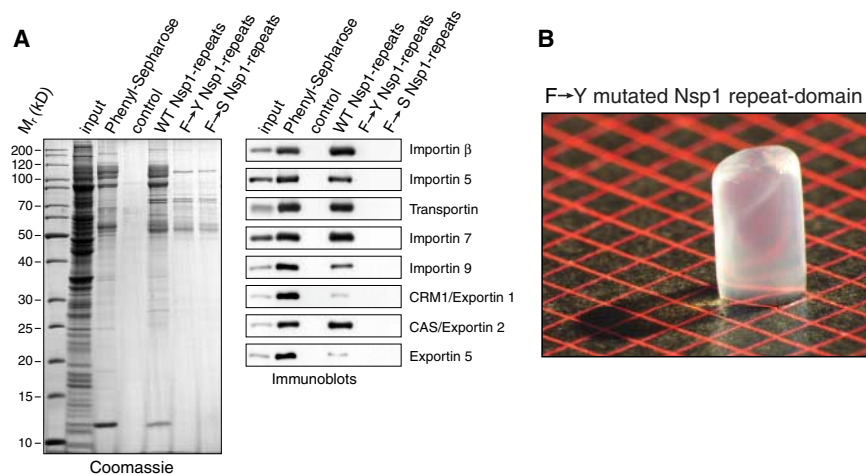 A
M r (kD)
input
Phenyl-Sepharose
control
WT Nsp1-repeats
F→Y Nsp1-repeats
F→S Nsp1-repeats
200
120
100
70
50
40
30
25
20
15
10
Coomassie
input
Phenyl-Sepharose
control
WT Nsp1-repeats
F→Y Nsp1-repeats
F→S Nsp1-repeats
Importin β
Importin 5
Transportin
Importin 7
Importin 9
CRM1/Exportin 1
CAS/Exportin 2
Exportin 5
Immunoblots
B
F→Y mutated Nsp1 repeat-domain